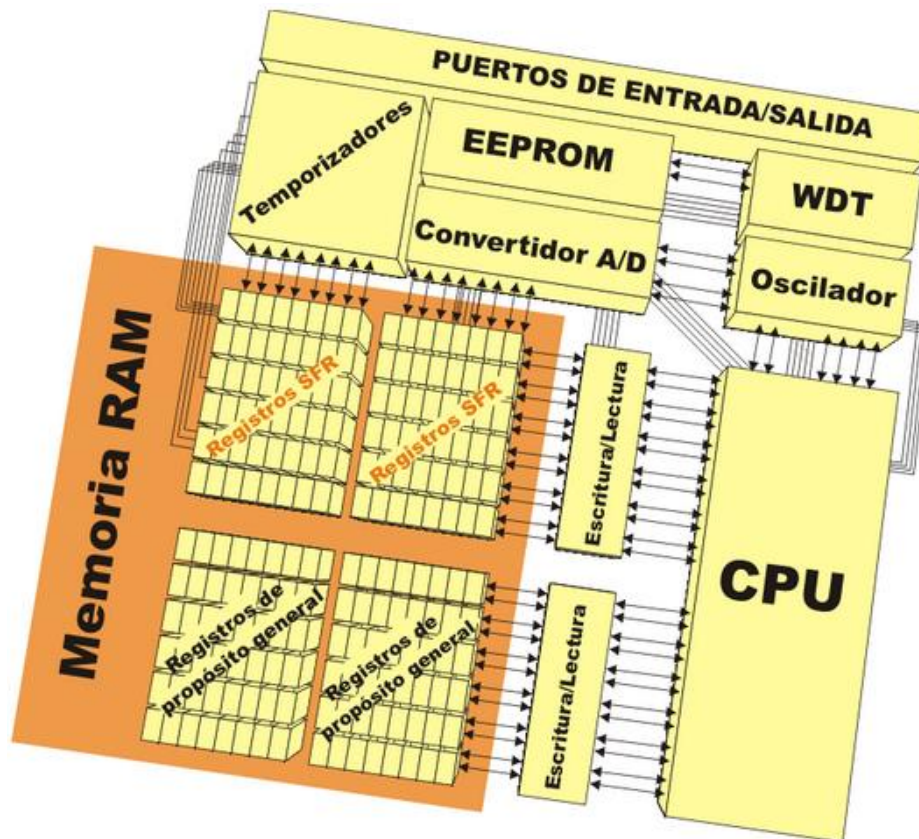 PUERTOS DE ENTRADA/SALIDA
Temporizadores
EEPROM
WDT
Convertidor A/D
Oscilador
Memoria RAM
Registros SFR
Registros SFR
Escritura/Lectura
CPU
Registros de
propósito general
Registros de
propósito general
Escritura/Lectura